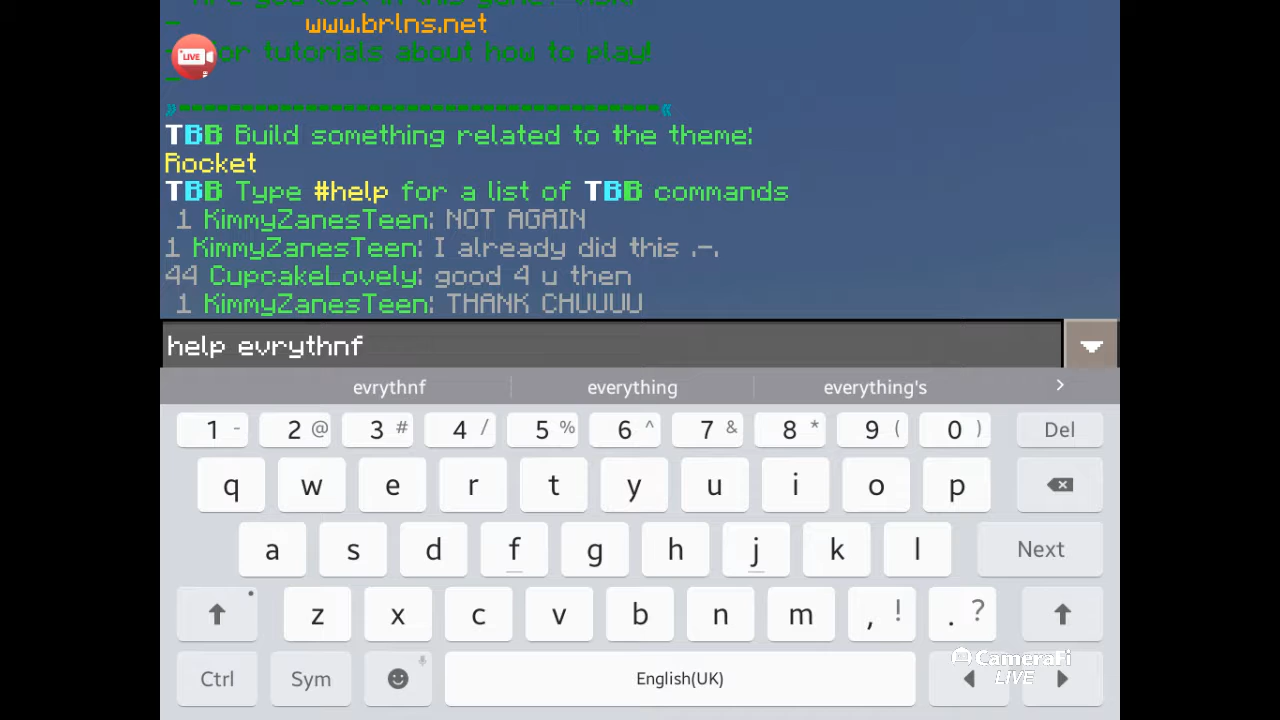 www.brlns.net
or tutorials about how to play!
TBB Build something related to the theme:
Rocket
TBB Type #help for a list of TBB commands
1 KimmyZanesTeen: NOT AGAIN
1 KimmyZanesTeen: I already did this .-.
44 CupcakeLovely: good 4 u then
1 KimmyZanesTeen: THANK CHUUUU
LIVE
help evrythnf
evrythnf everything everything's >
1 - 2 @ 3 # 4 / 5 % 6 ^ 7 & 8 * 9 ( 0 ) Del
q w e r t y u i o p
a s d f g h j k l Next
z x c v b n m , ! . ?
Ctrl Sym English(UK)
CameraFi
LIVE